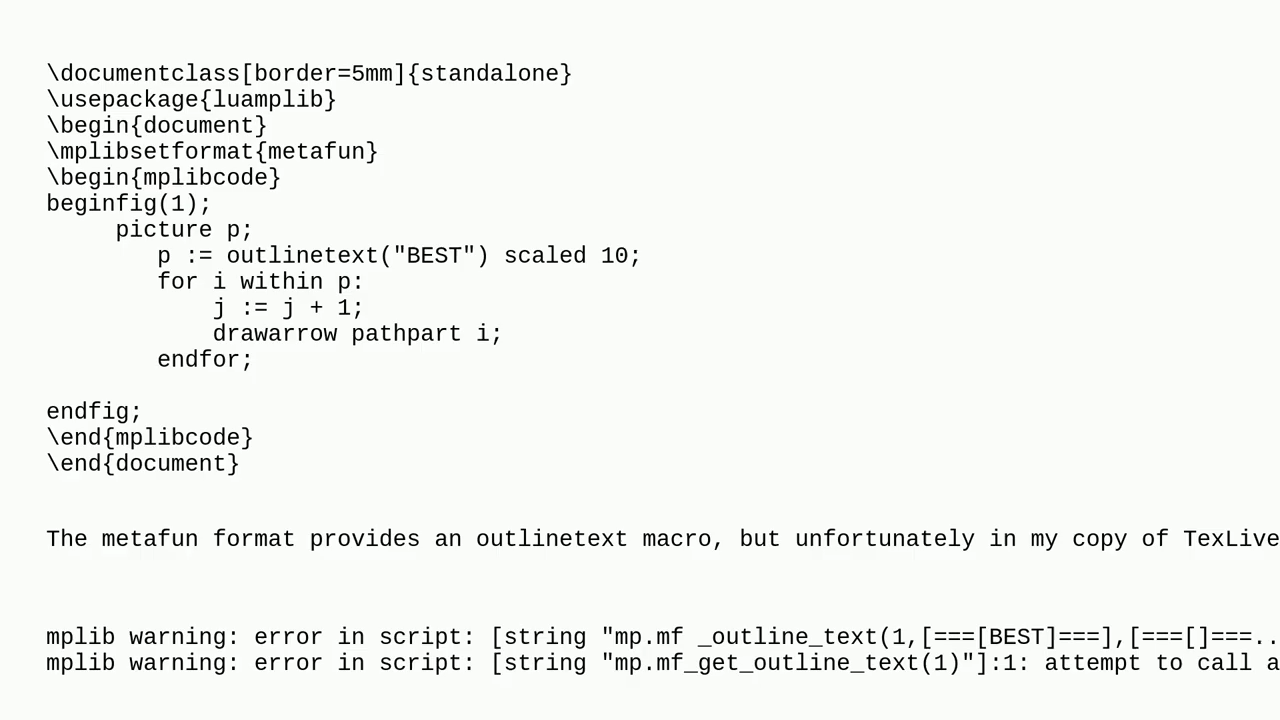 \documentclass[border=5mm]{standalone}
\usepackage{luamplib}
\begin{document}
\mplibsetformat{metafun}
\begin{mplibcode}
beginfig(1);
     picture p;
        p := outlinetext("BEST") scaled 10;
        for i within p:
            j := j + 1;
            drawarrow pathpart i;
        endfor;

endfig;
\end{mplibcode}
\end{document}

The metafun format provides an outlinetext macro, but unfortunately in my copy of TexLive

mplib warning: error in script: [string "mp.mf _outline_text(1,[===[BEST]===],[===[]===..
mplib warning: error in script: [string "mp.mf_get_outline_text(1)"]:1: attempt to call a